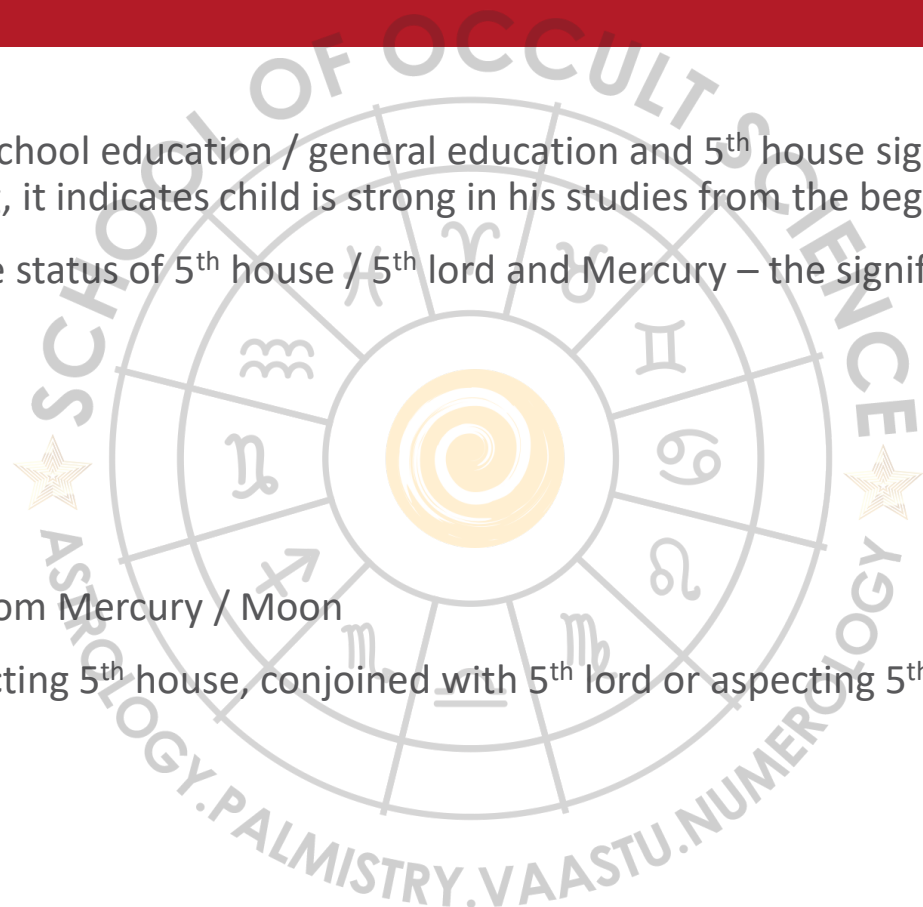 SCHOOL OF OCCULT SCIENCE
chool education / general education and 5th house sig
, it indicates child is strong in his studies from the beg
e status of 5th house / 5th lord and Mercury – the signif
om Mercury / Moon
cting 5th house, conjoined with 5th lord or aspecting 5th
ASTROLOGY.PALMISTRY.VAASTU.NUMEROLOGY